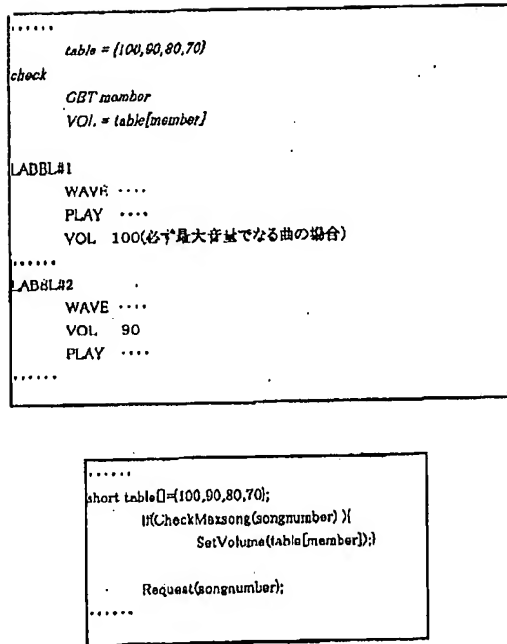 ......
table = {100,90,80,70}
check
GET member
VOL = table[member]
LABEL#1
WAVE ....
PLAY ....
VOL 100(必ず最大音量でなる曲の場合)
......
LABEL#2
WAVE ....
VOL 90
PLAY ....
......
......
short table[]={100,90,80,70};
If(CheckMaxsong(songnumber) ){
SetVolume(table[member]);}
Request(songnumber);
......